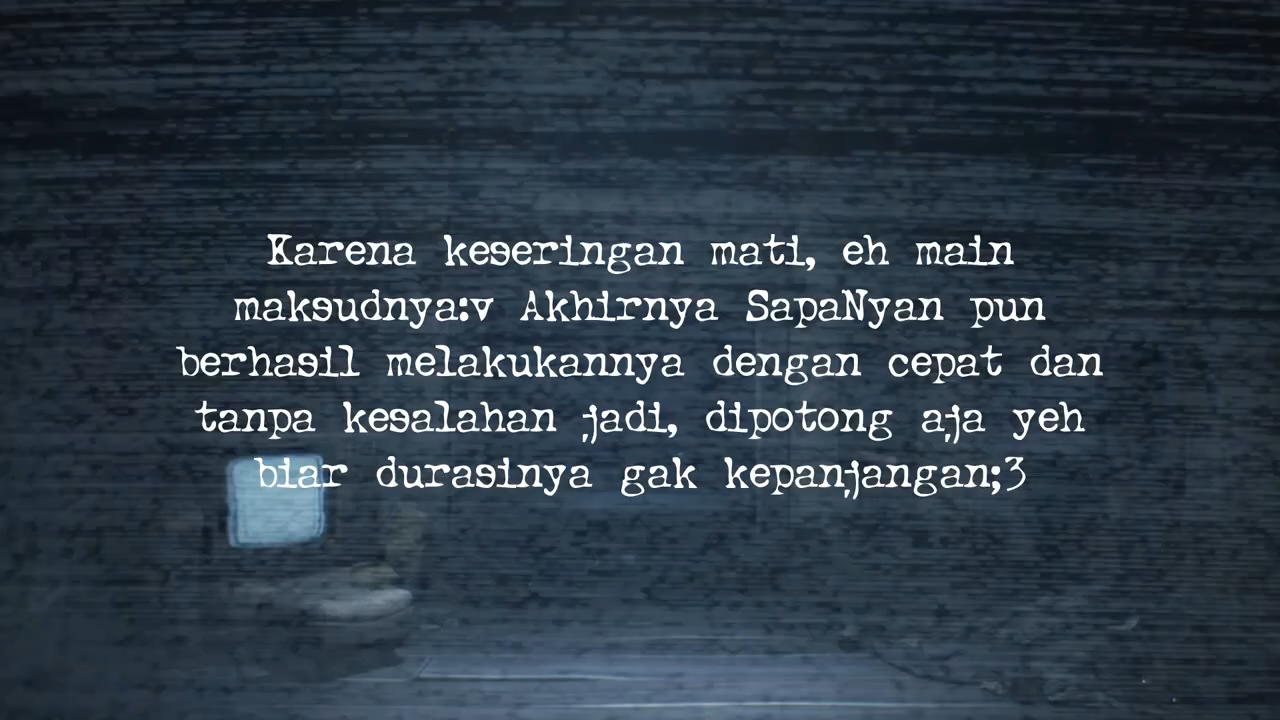 Karena keseringan mati, eh main
maksudnya:v Akhirnya SapaNyan pun
berhasil melakukannya dengan cepat dan
tanpa kesalahan jadi, dipotong aja yeh
biar durasinya gak kepanjangan;3